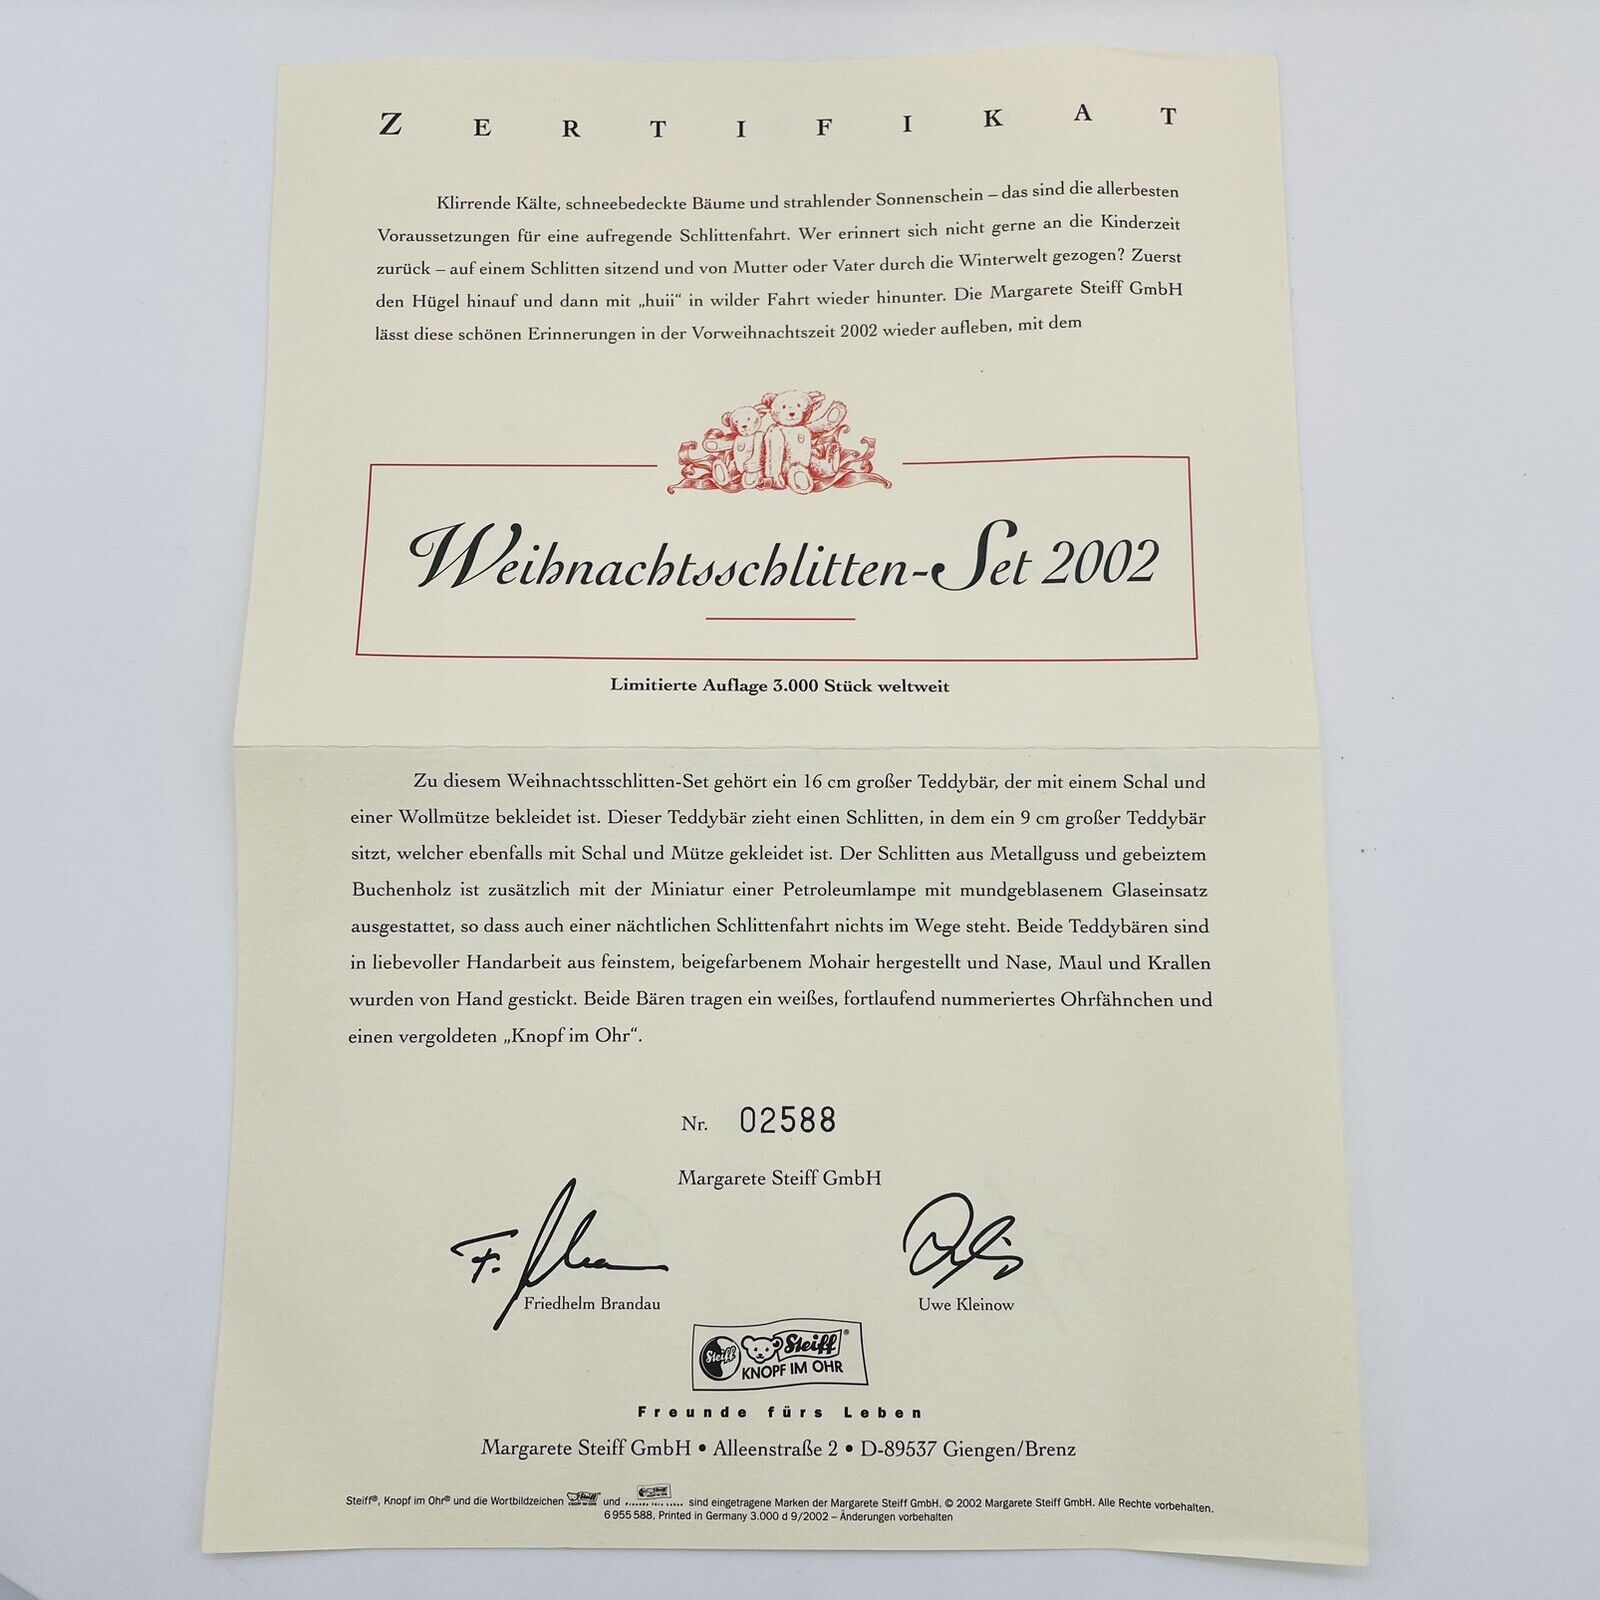 ZERTIFIKAT
Klirrende Kälte, schneebedeckte Bäume und strahlender Sonnenschein – das sind die allerbesten
Voraussetzungen für eine aufregende Schlittenfahrt. Wer erinnert sich nicht gerne an die Kinderzeit
zurück – auf einem Schlitten sitzend und von Mutter oder Vater durch die Winterwelt gezogen? Zuerst
den Hügel hinauf und dann mit „huii“ in wilder Fahrt wieder hinunter. Die Margarete Steiff GmbH
lässt diese schönen Erinnerungen in der Vorweihnachtszeit 2002 wieder aufleben, mit dem
Weihnachtsschlitten-Set 2002
Limitierte Auflage 3.000 Stück weltweit
Zu diesem Weihnachtsschlitten-Set gehört ein 16 cm großer Teddybär, der mit einem Schal und
einer Wollmütze bekleidet ist. Dieser Teddybär zieht einen Schlitten, in dem ein 9 cm großer Teddybär
sitzt, welcher ebenfalls mit Schal und Mütze gekleidet ist. Der Schlitten aus Metallguss und gebeiztem
Buchenholz ist zusätzlich mit der Miniatur einer Petroleumlampe mit mundgeblasenem Glaseinsatz
ausgestattet, so dass auch einer nächtlichen Schlittenfahrt nichts im Wege steht. Beide Teddybären sind
in liebevoller Handarbeit aus feinstem, beigefarbenem Mohair hergestellt und Nase, Maul und Krallen
wurden von Hand gestickt. Beide Bären tragen ein weißes, fortlaufend nummeriertes Ohrfähnchen und
einen vergoldeten „Knopf im Ohr“.
Nr. 02588
Margarete Steiff GmbH
Friedhelm Brandau
Uwe Kleinow
Steiff Steiff®
KNOPF IM OHR
Freunde fürs Leben
Margarete Steiff GmbH • Alleenstraße 2 • D-89537 Giengen/Brenz
Steiff®, Knopf im Ohr® und die Wortbildzeichen und sind eingetragene Marken der Margarete Steiff GmbH. © 2002 Margarete Steiff GmbH. Alle Rechte vorbehalten.
6 955 588, Printed in Germany 3.000 d 9/2002 – Änderungen vorbehalten